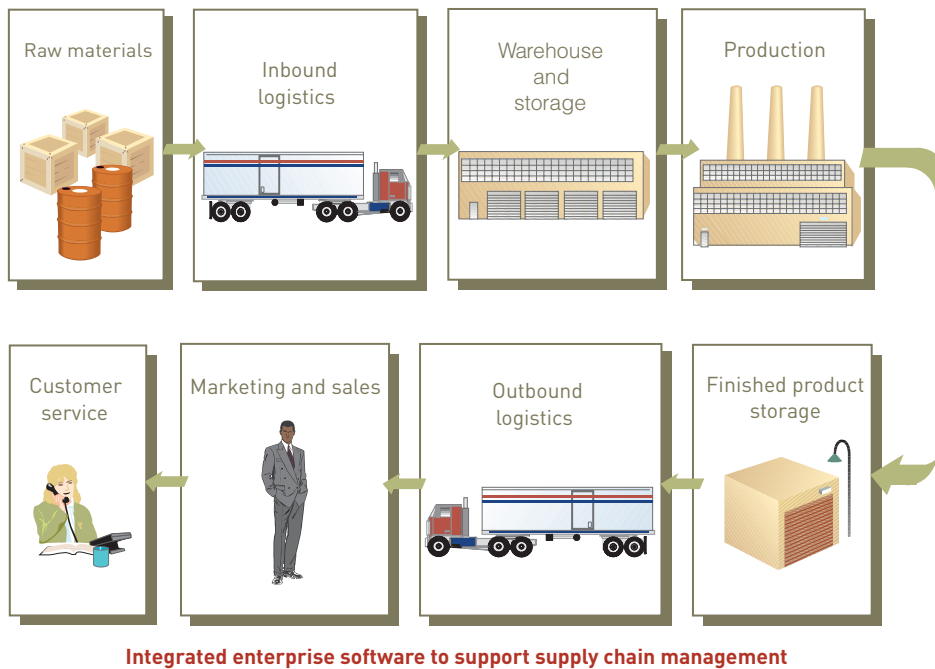 Raw materials
Inbound
logistics
Warehouse
and
storage
Production
Customer
service
Marketing and sales
Outbound
logistics
Finished product
storage
Integrated enterprise software to support supply chain management